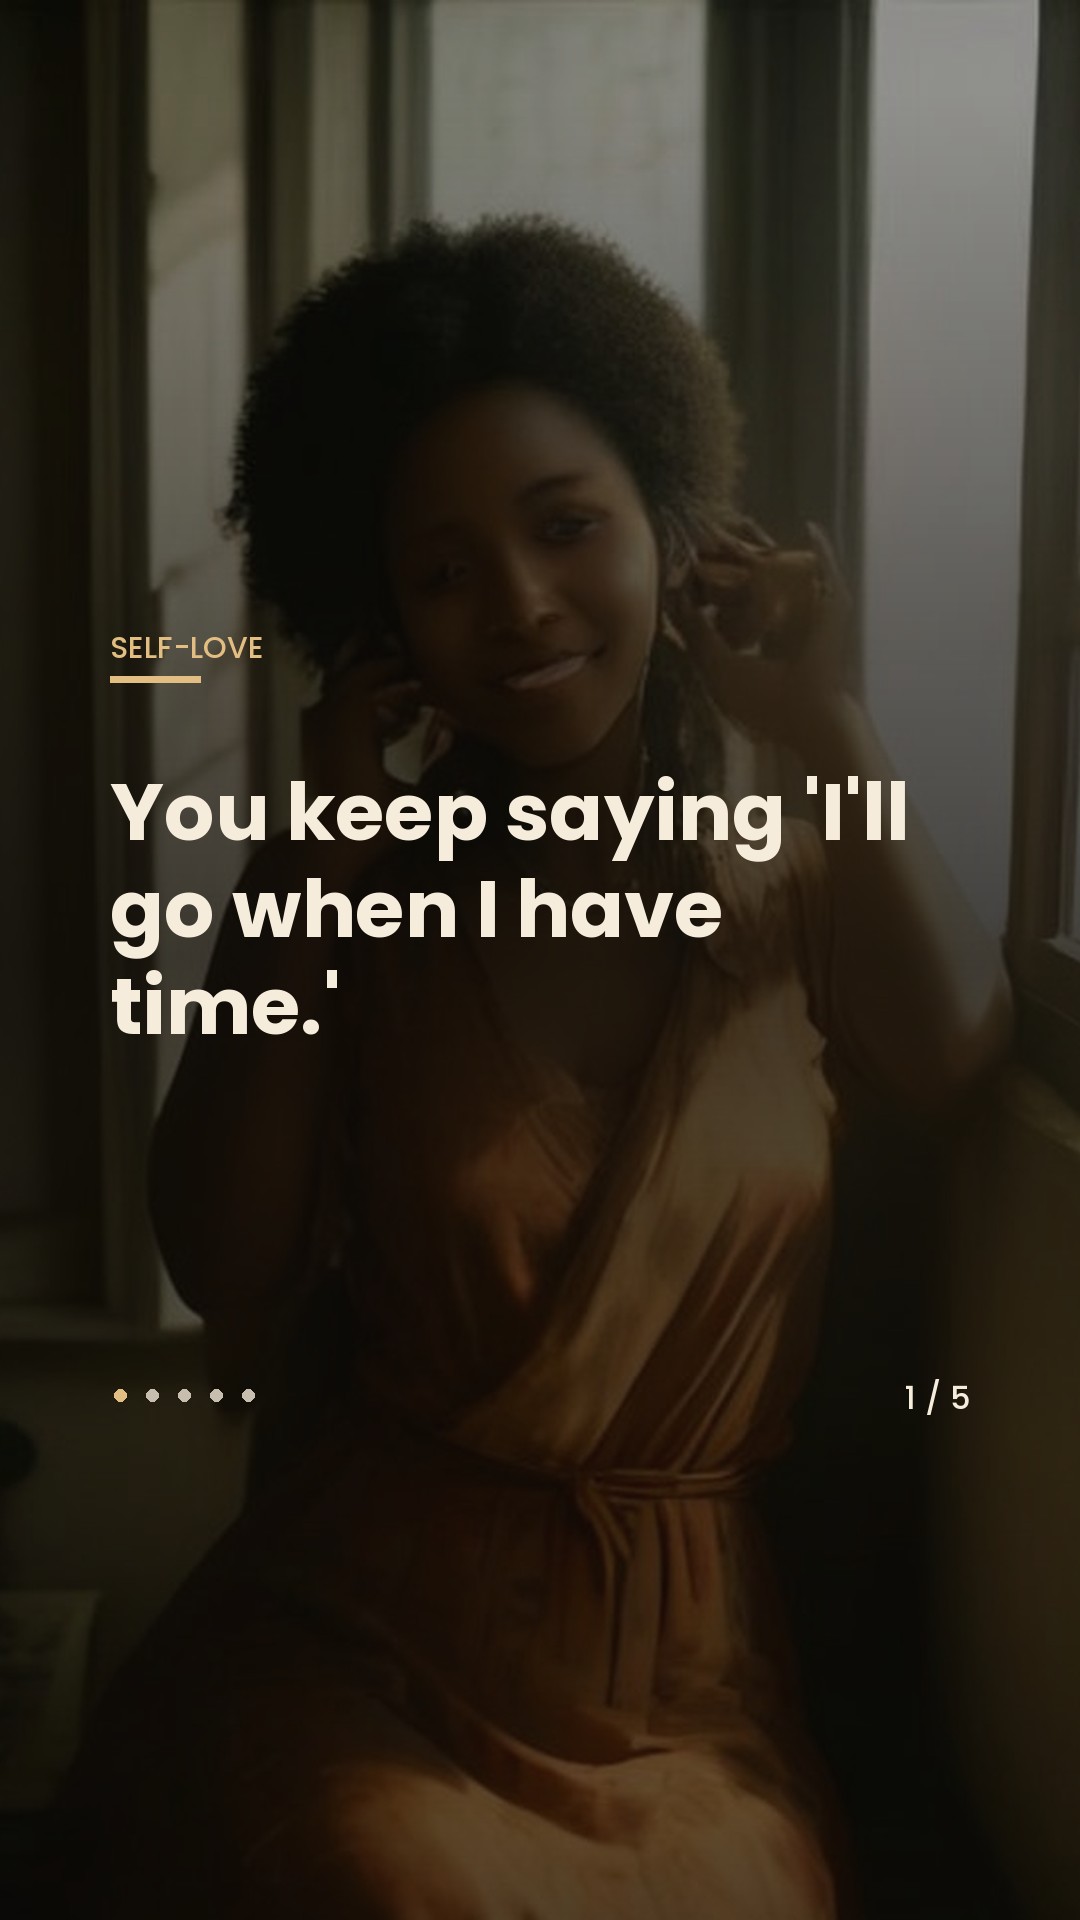 SELF-LOVE
You keep saying 'I'll
go when I have
time.'
1 / 5